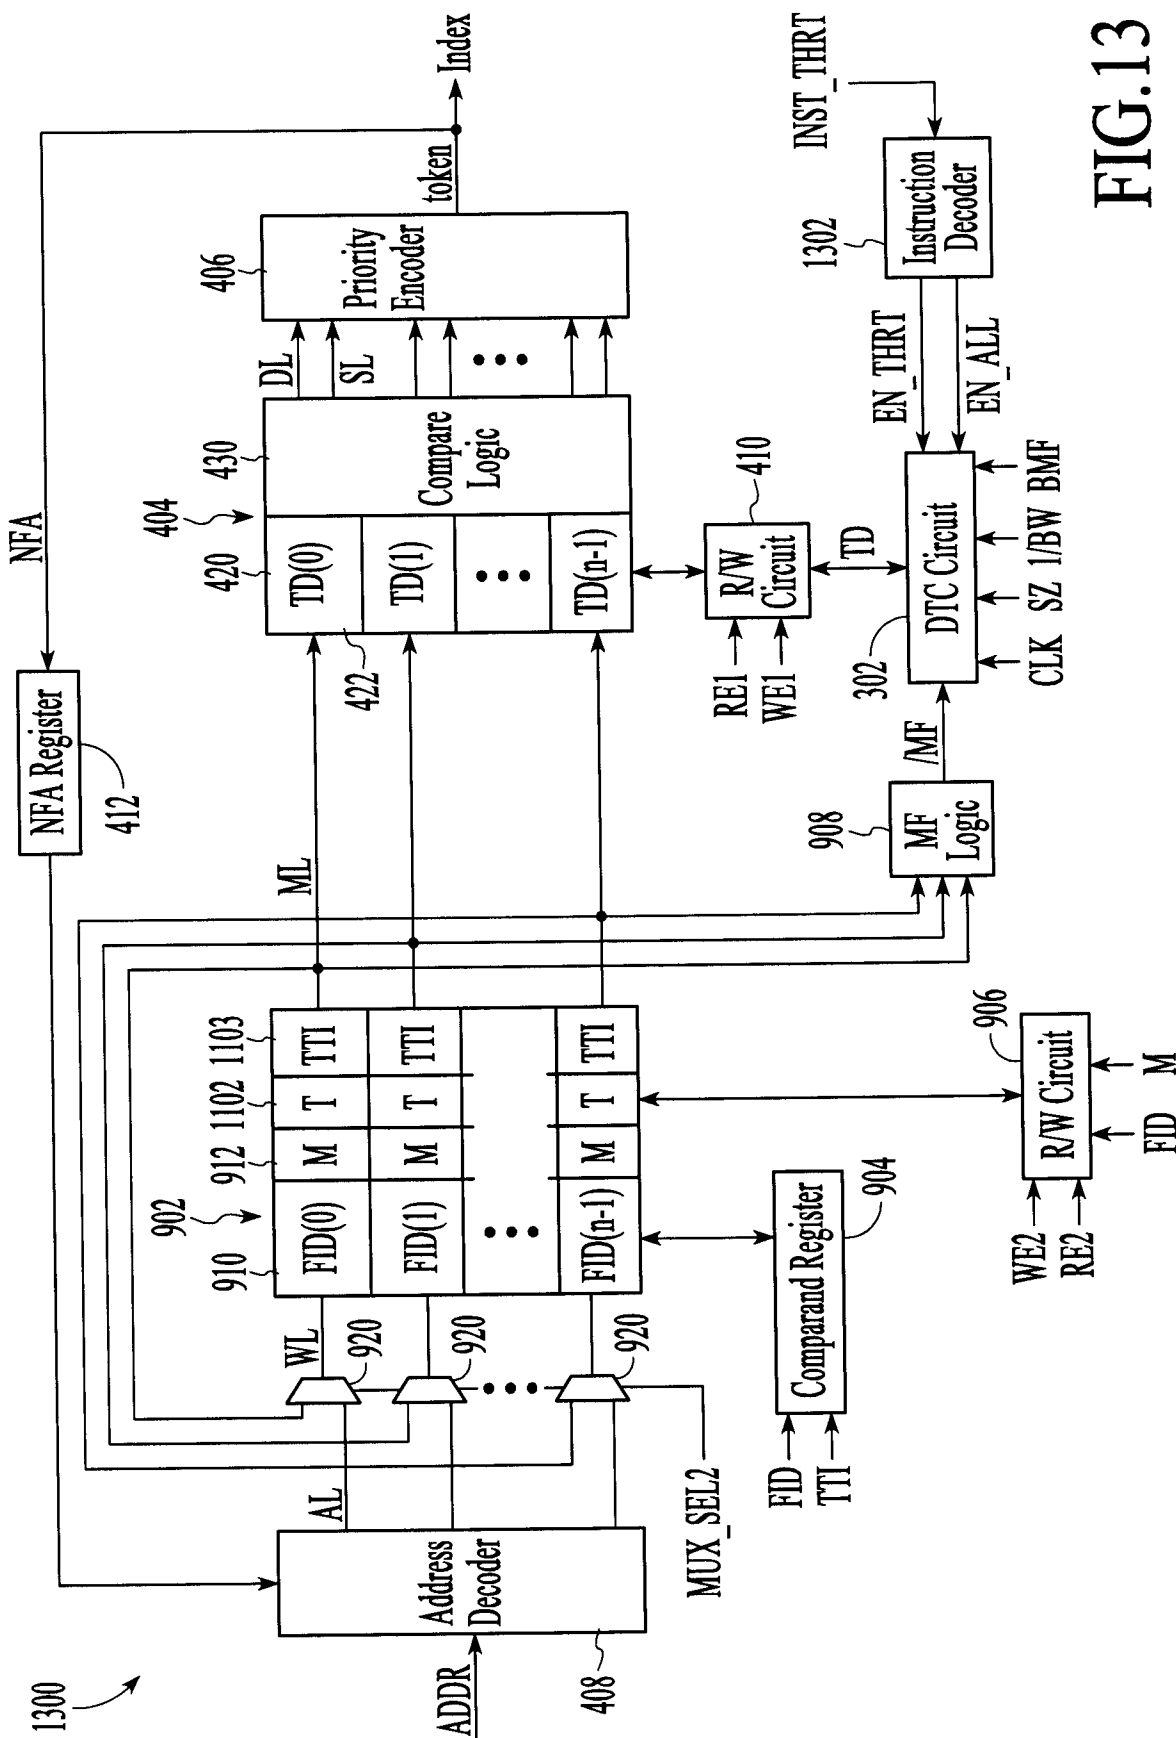 1300
NFA
NFA Register
412
ADDR
Address
Decoder
408
AL
WL
920
920
920
MUX_SEL2
902
910
912
1102
1103
FID(0)
M
T
TTI
FID(1)
M
T
TTI
FID(n-1)
M
T
TTI
ML
404
420
430
422
TD(0)
TD(1)
TD(n-1)
Compare
Logic
DL
SL
406
Priority
Encoder
token
Index
FID
TTI
Comparand Register
904
906
R/W Circuit
WE2
RE2
FID
M
908
MF
Logic
/MF
RE1
WE1
R/W
Circuit
410
TD
302
DTC Circuit
CLK
SZ
1/BW
BMF
EN_THRT
EN_ALL
1302
Instruction
Decoder
INST_THRT
FIG.13